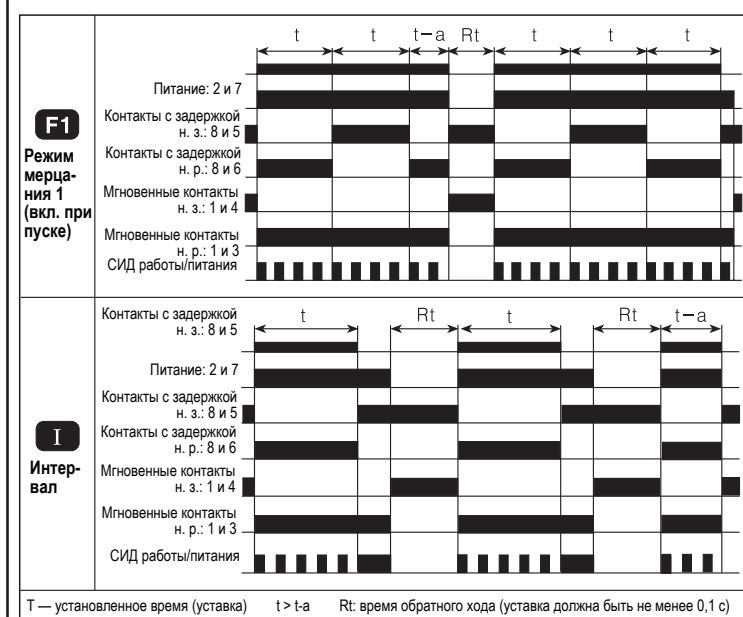 t t t−a Rt t t t
Питание: 2 и 7
Контакты с задержкой
н. з.: 8 и 5
F1
Режим
мерца-
ния 1
(вкл. при
пуске)
Контакты с задержкой
н. р.: 8 и 6
Мгновенные контакты
н. з.: 1 и 4
Мгновенные контакты
н. р.: 1 и 3
СИД работы/питания
Контакты с задержкой
н. з.: 8 и 5
t Rt t Rt t−a
Питание: 2 и 7
Контакты с задержкой
н. з.: 8 и 5
I
Интер-
вал
Контакты с задержкой
н. р.: 8 и 6
Мгновенные контакты
н. з.: 1 и 4
Мгновенные контакты
н. р.: 1 и 3
СИД работы/питания
T — установленное время (уставка) t > t-a Rt: время обратного хода (уставка должна быть не менее 0,1 с)